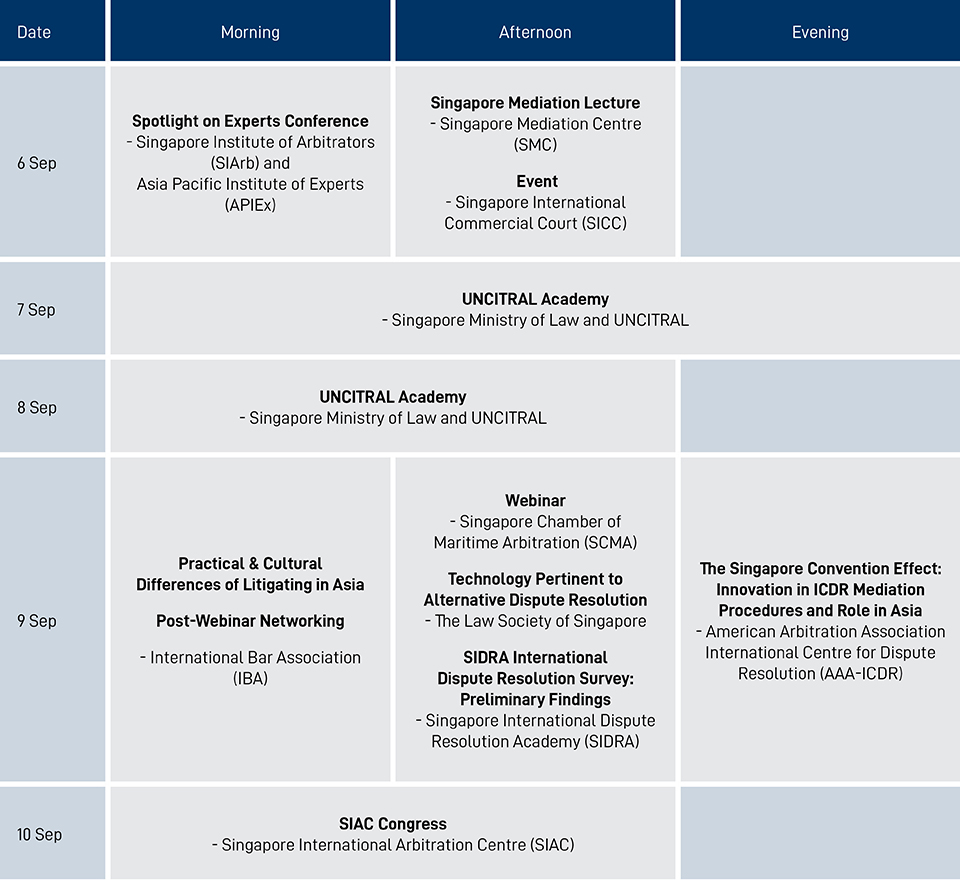 Date
Morning
Afternoon
Evening
6 Sep
Spotlight on Experts Conference
- Singapore Institute of Arbitrators
(SIArb) and
Asia Pacific Institute of Experts
(APIEx)
Singapore Mediation Lecture
- Singapore Mediation Centre
(SMC)
Event
- Singapore International
Commercial Court (SICC)
7 Sep
UNCITRAL Academy
- Singapore Ministry of Law and UNCITRAL
8 Sep
UNCITRAL Academy
- Singapore Ministry of Law and UNCITRAL
9 Sep
Practical & Cultural
Differences of Litigating in Asia
Post-Webinar Networking
- International Bar Association
(IBA)
Webinar
- Singapore Chamber of
Maritime Arbitration (SCMA)
Technology Pertinent to
Alternative Dispute Resolution
- The Law Society of Singapore
SIDRA International
Dispute Resolution Survey:
Preliminary Findings
- Singapore International Dispute
Resolution Academy (SIDRA)
The Singapore Convention Effect:
Innovation in ICDR Mediation
Procedures and Role in Asia
- American Arbitration Association
International Centre for Dispute
Resolution (AAA-ICDR)
10 Sep
SIAC Congress
- Singapore International Arbitration Centre (SIAC)